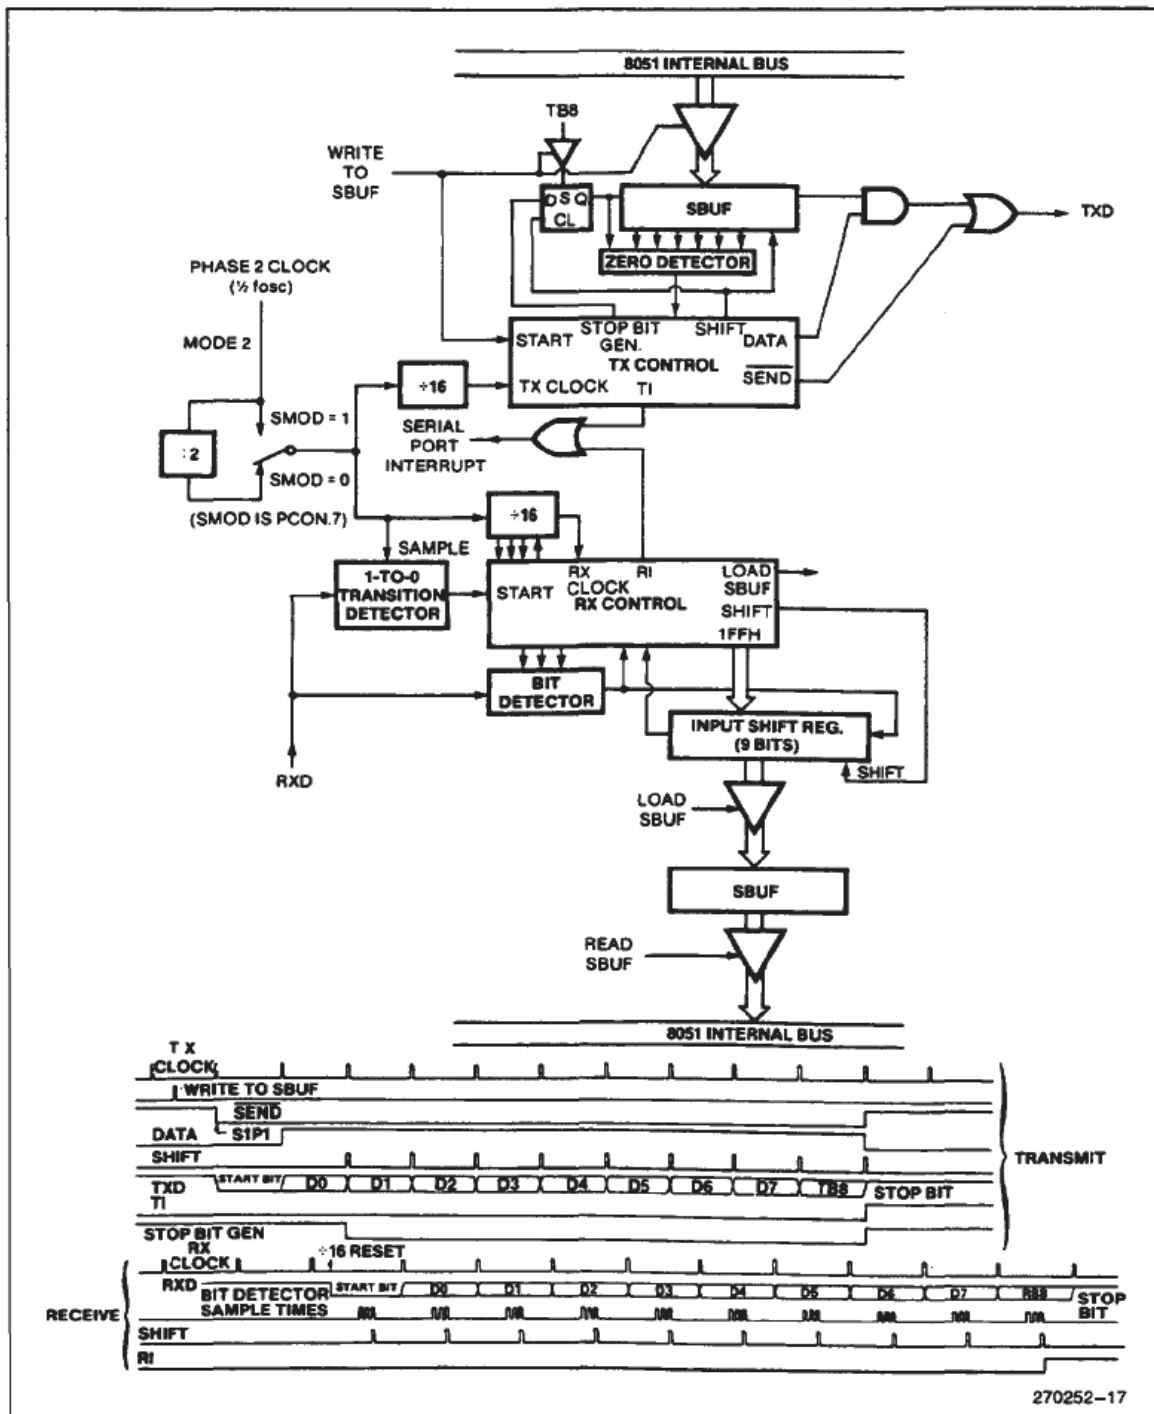 8051 INTERNAL BUS
TB8
WRITE
TO
SBUF
D S Q
CL
SBUF
TXD
ZERO DETECTOR
PHASE 2 CLOCK
(½ fosc)
MODE 2
START
STOP BIT
GEN.
SHIFT
DATA
TX CONTROL
SEND
TX CLOCK
TI
÷16
SMOD = 1
SERIAL
PORT
INTERRUPT
: 2
SMOD = 0
(SMOD IS PCON.7)
÷16
SAMPLE
1-TO-0
TRANSITION
DETECTOR
START
RX
CLOCK
RI
LOAD
SBUF
RX CONTROL
SHIFT
1FFH
BIT
DETECTOR
INPUT SHIFT REG.
(9 BITS)
RXD
SHIFT
LOAD
SBUF
SBUF
READ
SBUF
8051 INTERNAL BUS
T X
CLOCK
WRITE TO SBUF
SEND
DATA
S1P1
SHIFT
TRANSMIT
TXD
START BIT D0 D1 D2 D3 D4 D5 D6 D7 TB8 STOP BIT
TI
STOP BIT GEN
RX
CLOCK
÷16 RESET
RXD
START BIT D0 D1 D2 D3 D4 D5 D6 D7 RB8 STOP
BIT
BIT DETECTOR
SAMPLE TIMES
RECEIVE
SHIFT
RI
270252–17